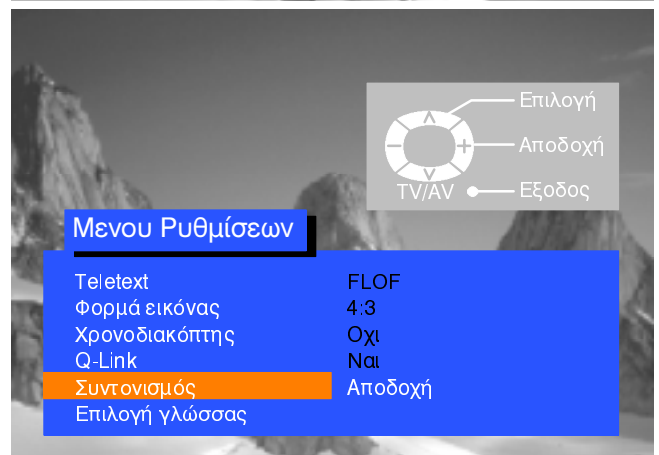 Επιλογή
Αποδοχή
TV/AV Εξοδος
Μενου Ρυθμίσεων
Teletext FLOF
Φορμά εικόνας 4:3
Χρονοδιακόπτης Οχι
Q-Link Ναι
Συντονισμός Αποδοχή
Επιλογή γλώσσας